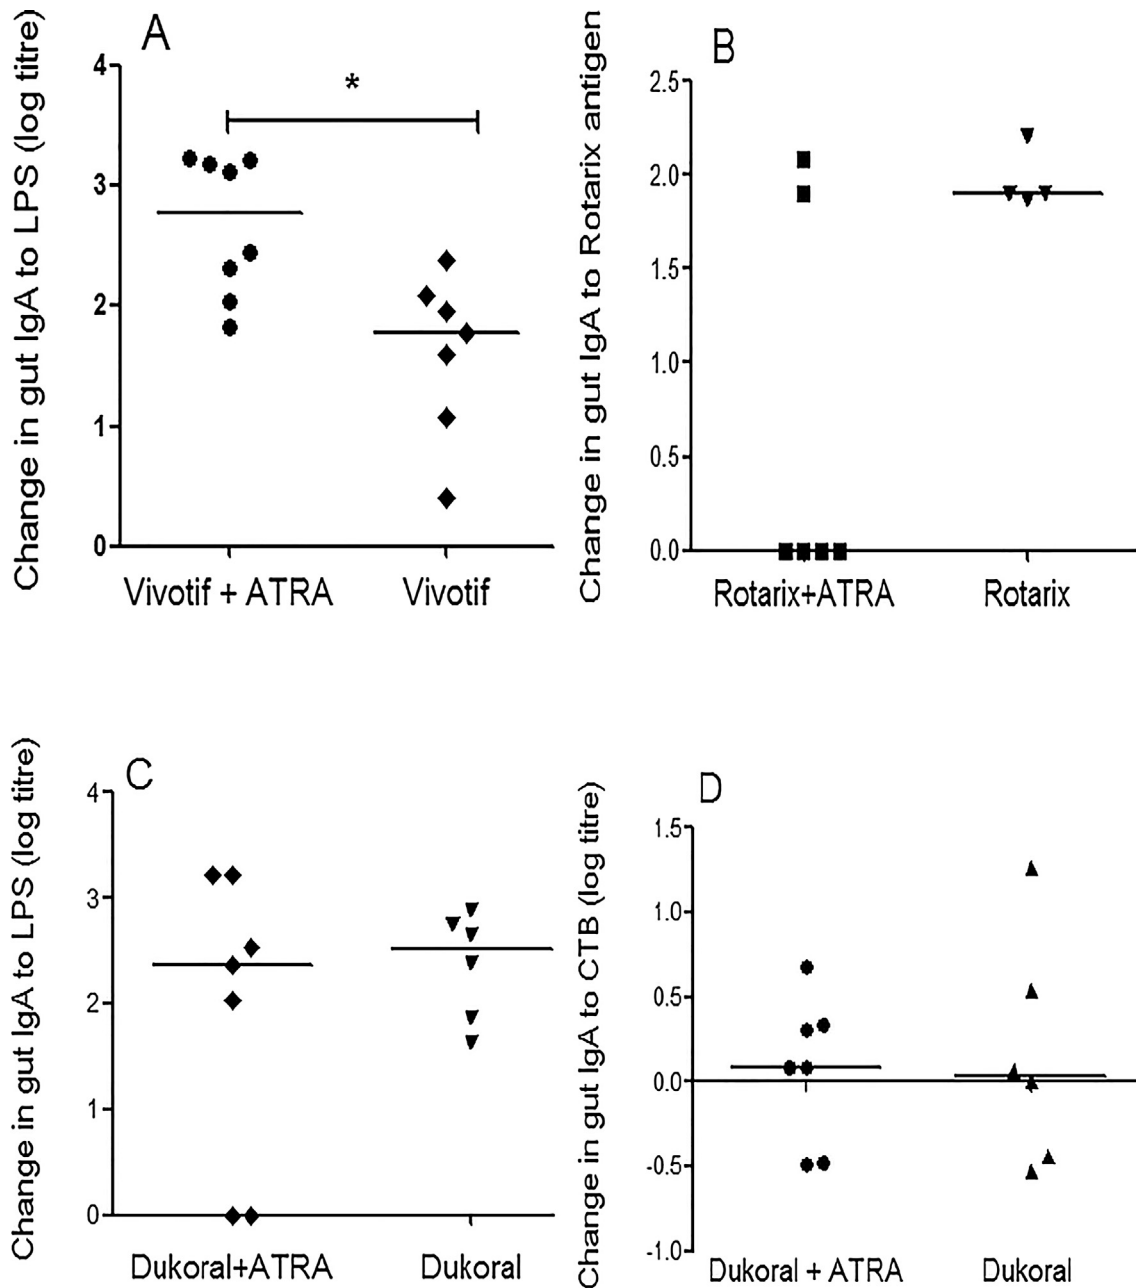 A
Change in gut IgA to LPS (log titre)
4
3
2
1
0
*
Vivotif + ATRA
Vivotif
B
Change in gut IgA to Rotarix antigen
2.5
2.0
1.5
1.0
0.5
0.0
Rotarix+ATRA
Rotarix
C
Change in gut IgA to LPS (log titre)
4
3
2
1
0
Dukoral+ATRA
Dukoral
D
Change in gut IgA to CTB (log titre)
1.5
1.0
0.5
0.0
-0.5
-1.0
Dukoral + ATRA
Dukoral